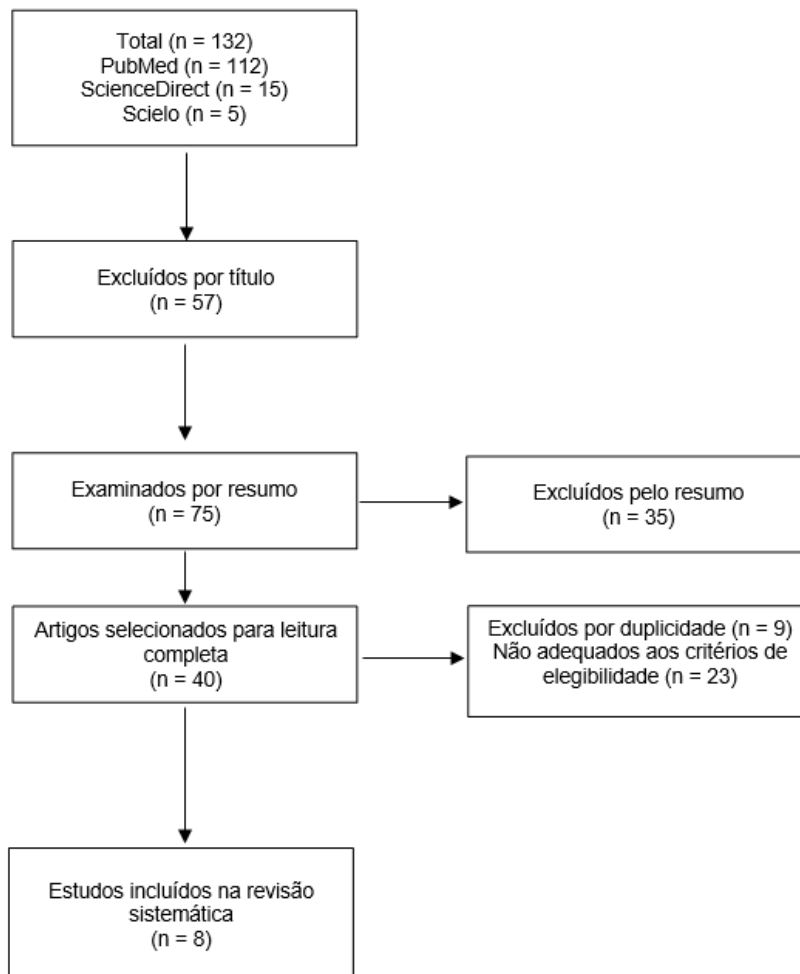 Total (n = 132)
PubMed (n = 112)
ScienceDirect (n = 15)
Scielo (n = 5)
Excluídos por título
(n = 57)
Examinados por resumo
(n = 75)
Excluídos pelo resumo
(n = 35)
Artigos selecionados para leitura
completa
(n = 40)
Excluídos por duplicidade (n = 9)
Não adequados aos critérios de
elegibilidade (n = 23)
Estudos incluídos na revisão
sistemática
(n = 8)